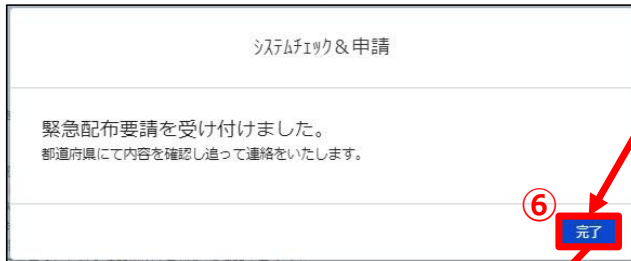 ｼｽﾃﾑﾁｪｯｸ＆申請
緊急配布要請を受け付けました。
都道府県にて内容を確認し追って連絡をいたします。
⑥
完了